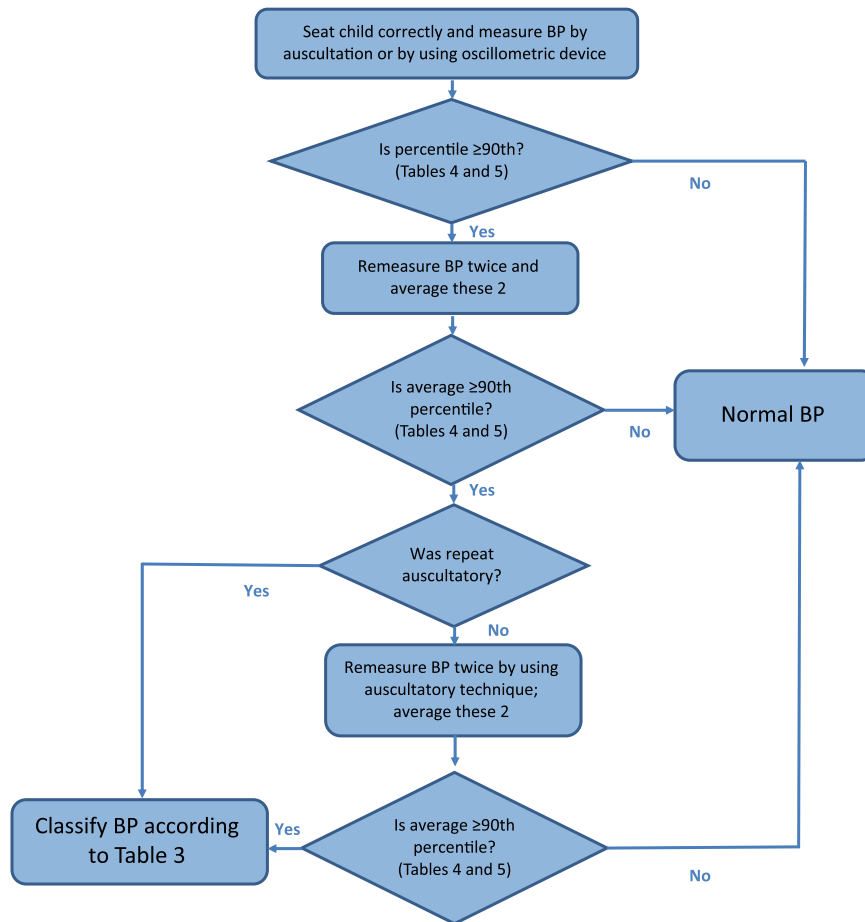 Seat child correctly and measure BP by
auscultation or by using oscillometric device
Is percentile ≥90th?
(Tables 4 and 5)
No
Yes
Remeasure BP twice and
average these 2
Is average ≥90th
percentile?
(Tables 4 and 5)
No
Normal BP
Yes
Was repeat
auscultatory?
Yes
No
Remeasure BP twice by using
auscultatory technique;
average these 2
Classify BP according
to Table 3
Yes
Is average ≥90th
percentile?
(Tables 4 and 5)
No